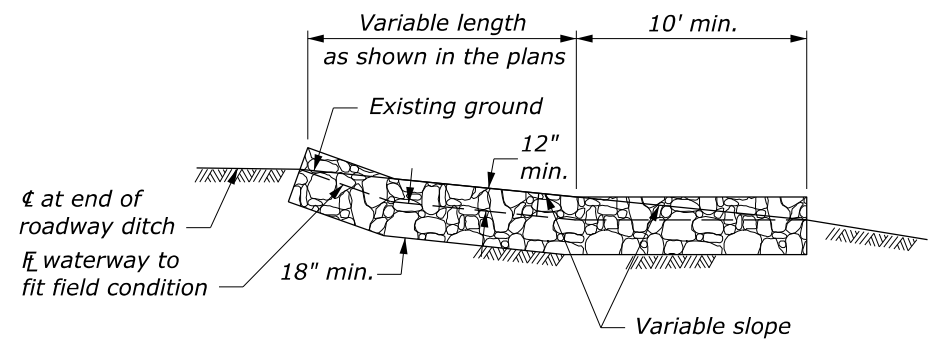 Variable length
as shown in the plans
10' min.
Existing ground
12"
min.
℄ at end of
roadway ditch
FL waterway to
fit field condition
18" min.
Variable slope